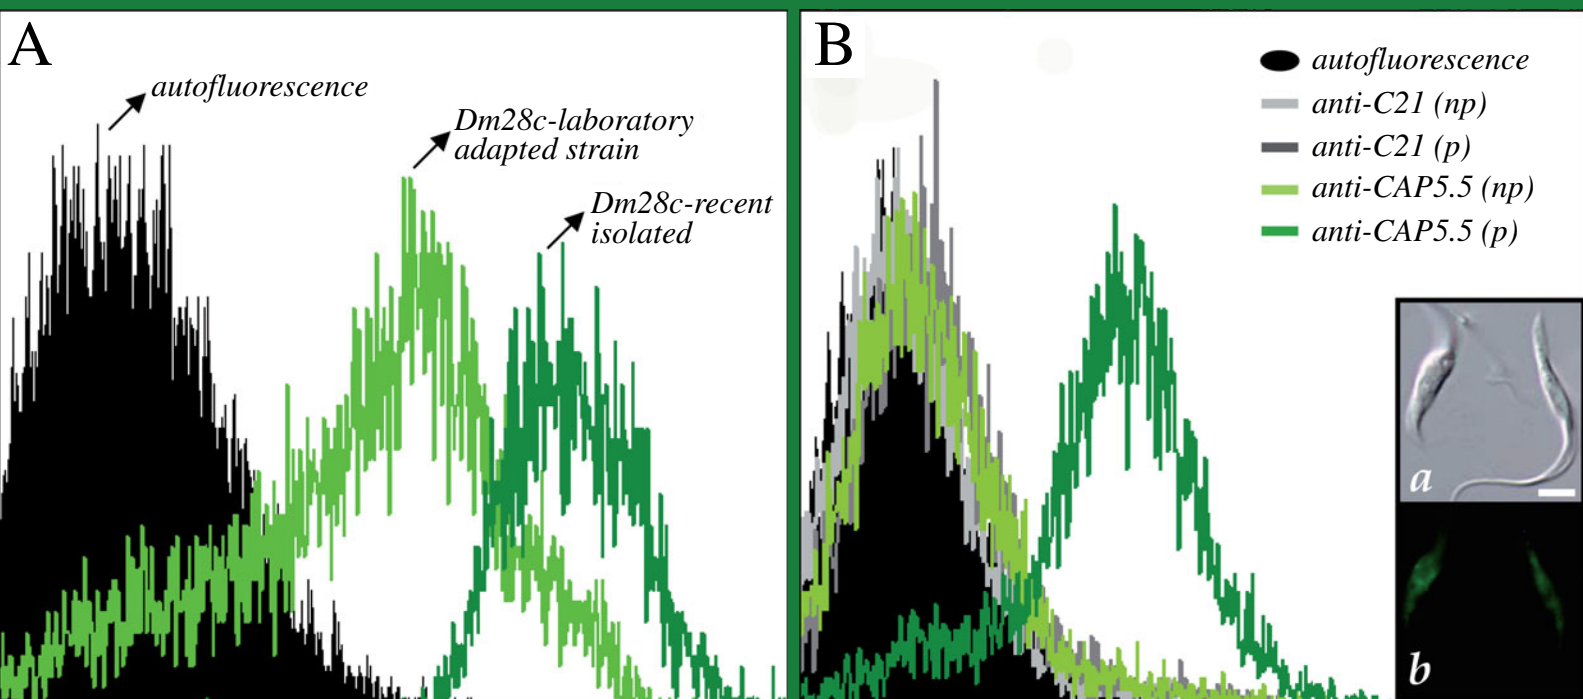 A
autofluorescence
Dm28c-laboratory
adapted strain
Dm28c-recent
isolated
B
autofluorescence
anti-C21 (np)
anti-C21 (p)
anti-CAP5.5 (np)
anti-CAP5.5 (p)
a
b